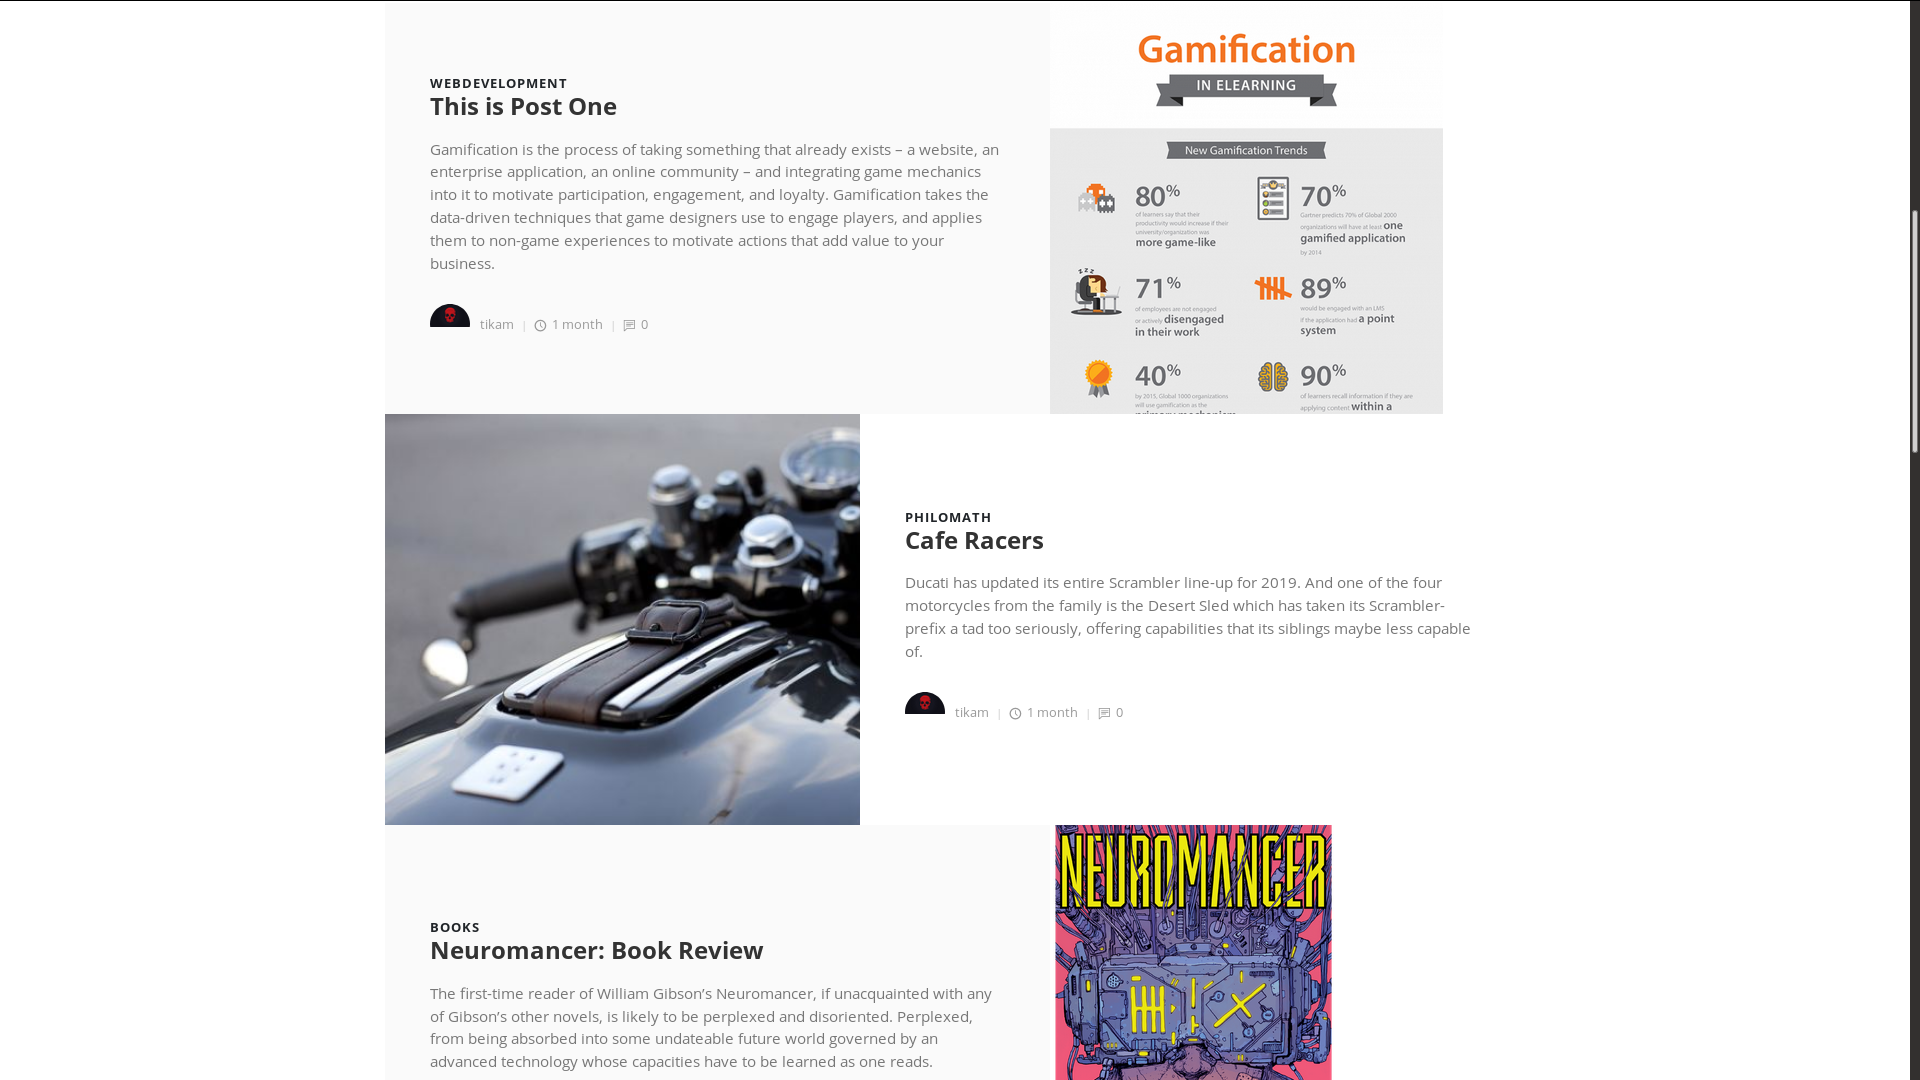 WEBDEVELOPMENT
This is Post One
Gamification is the process of taking something that already exists – a website, an
enterprise application, an online community – and integrating game mechanics
into it to motivate participation, engagement, and loyalty. Gamification takes the
data-driven techniques that game designers use to engage players, and applies
them to non-game experiences to motivate actions that add value to your
business.
tikam | 1 month | 0
Gamification
IN ELEARNING
New Gamification Trends
80%
of learners say that their
productivity would increase if their
university/organization was
more game-like
70%
Gartner predicts 70% of Global 2000
organizations will have at least one
gamified application
by 2014
zzz
71%
of employees are not engaged
or actively disengaged
in their work
89%
would be engaged with an LMS
if the application had a point
system
40%
by 2015, Global 1000 organizations
will use gamification as the
primary mechanism
90%
of learners recall information if they are
applying content within a
PHILOMATH
Cafe Racers
Ducati has updated its entire Scrambler line-up for 2019. And one of the four
motorcycles from the family is the Desert Sled which has taken its Scrambler-
prefix a tad too seriously, offering capabilities that its siblings maybe less capable
of.
tikam | 1 month | 0
BOOKS
Neuromancer: Book Review
The first-time reader of William Gibson’s Neuromancer, if unacquainted with any
of Gibson’s other novels, is likely to be perplexed and disoriented. Perplexed,
from being absorbed into some undateable future world governed by an
advanced technology whose capacities have to be learned as one reads.
NEUROMANCER